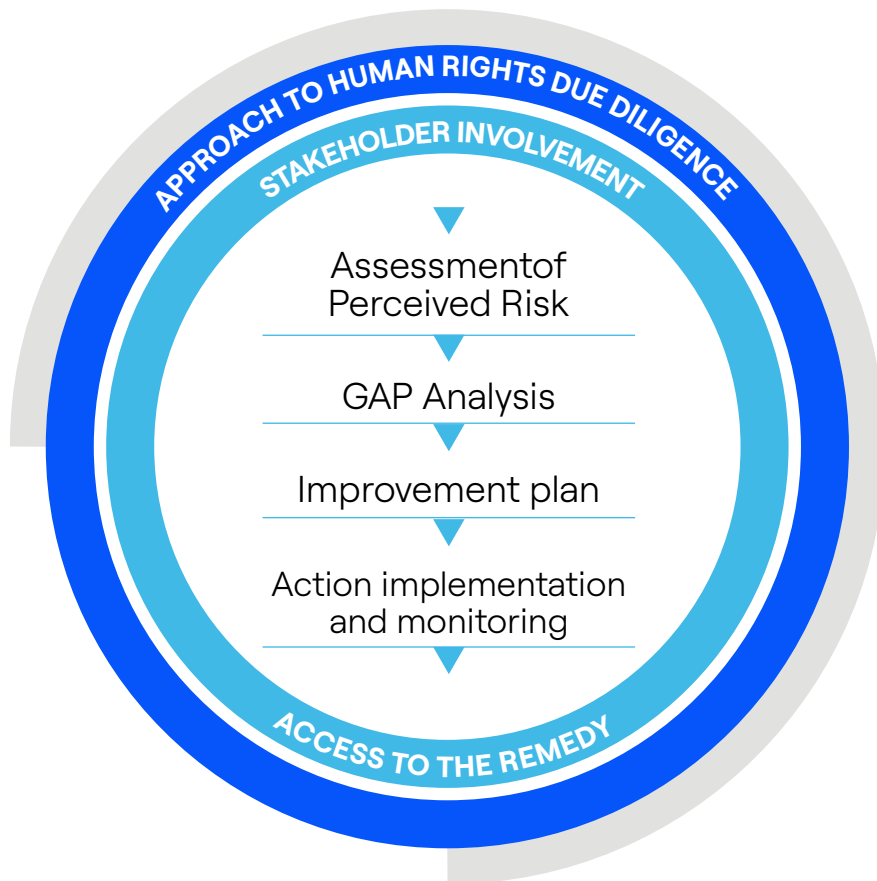 APPROACH TO HUMAN RIGHTS DUE DILIGENCE
STAKEHOLDER INVOLVEMENT
Assessmentof
Perceived Risk
GAP Analysis
Improvement plan
Action implementation
and monitoring
ACCESS TO THE REMEDY